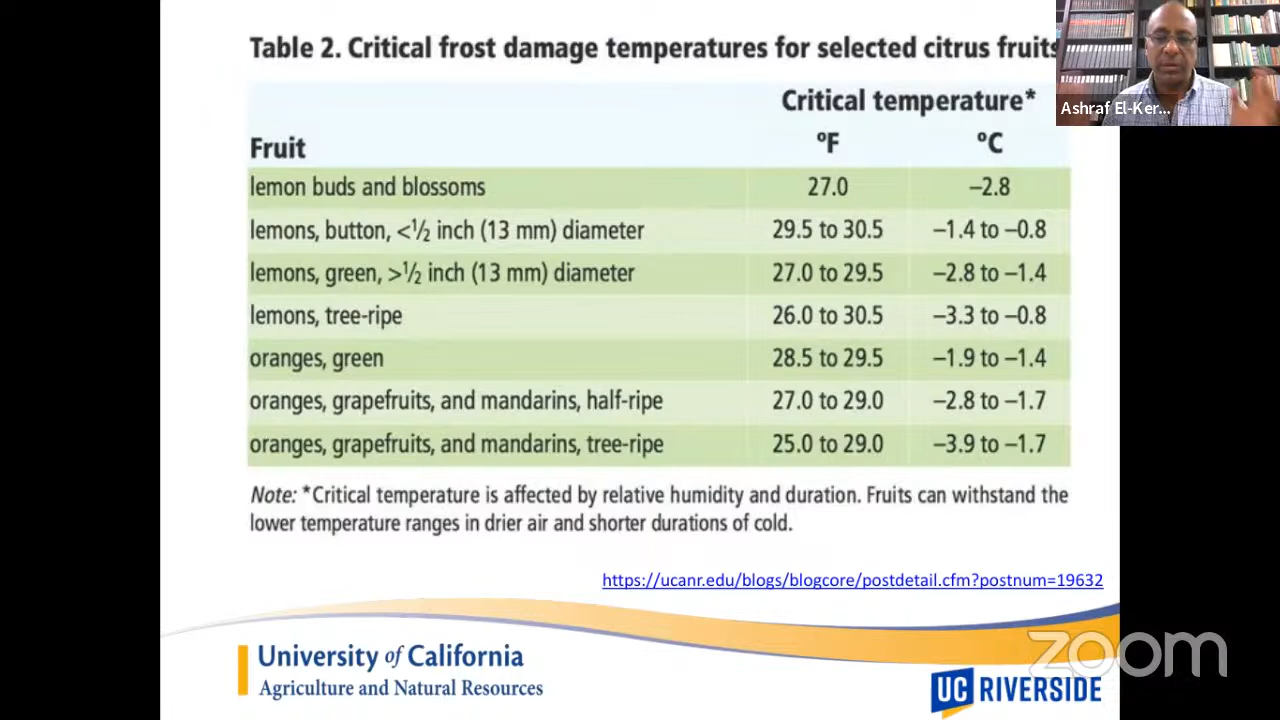 Table 2. Critical frost damage temperatures for selected citrus fruits
Ashraf El-Ker...
Critical temperature*
Fruit ºF ºC
lemon buds and blossoms 27.0 –2.8
lemons, button, <½ inch (13 mm) diameter 29.5 to 30.5 –1.4 to –0.8
lemons, green, >½ inch (13 mm) diameter 27.0 to 29.5 –2.8 to –1.4
lemons, tree-ripe 26.0 to 30.5 –3.3 to –0.8
oranges, green 28.5 to 29.5 –1.9 to –1.4
oranges, grapefruits, and mandarins, half-ripe 27.0 to 29.0 –2.8 to –1.7
oranges, grapefruits, and mandarins, tree-ripe 25.0 to 29.0 –3.9 to –1.7
Note: *Critical temperature is affected by relative humidity and duration. Fruits can withstand the
lower temperature ranges in drier air and shorter durations of cold.
https://ucanr.edu/blogs/blogcore/postdetail.cfm?postnum=19632
University of California
Agriculture and Natural Resources
zoom
UC RIVERSIDE